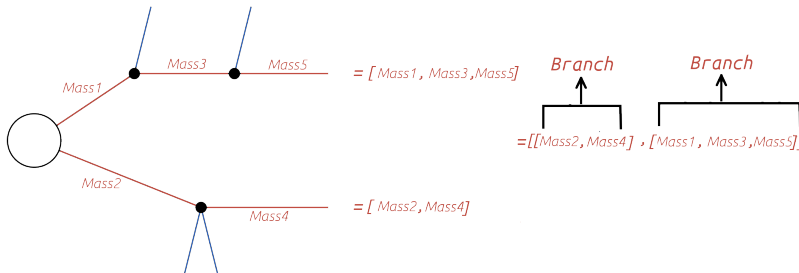 Mass1
Mass3
Mass5
= [ Mass1, Mass3,Mass5]
Mass2
Mass4
= [ Mass2,Mass4]
Branch
Branch
=[[Mass2, Mass4] , [Mass1, Mass3,Mass5]]